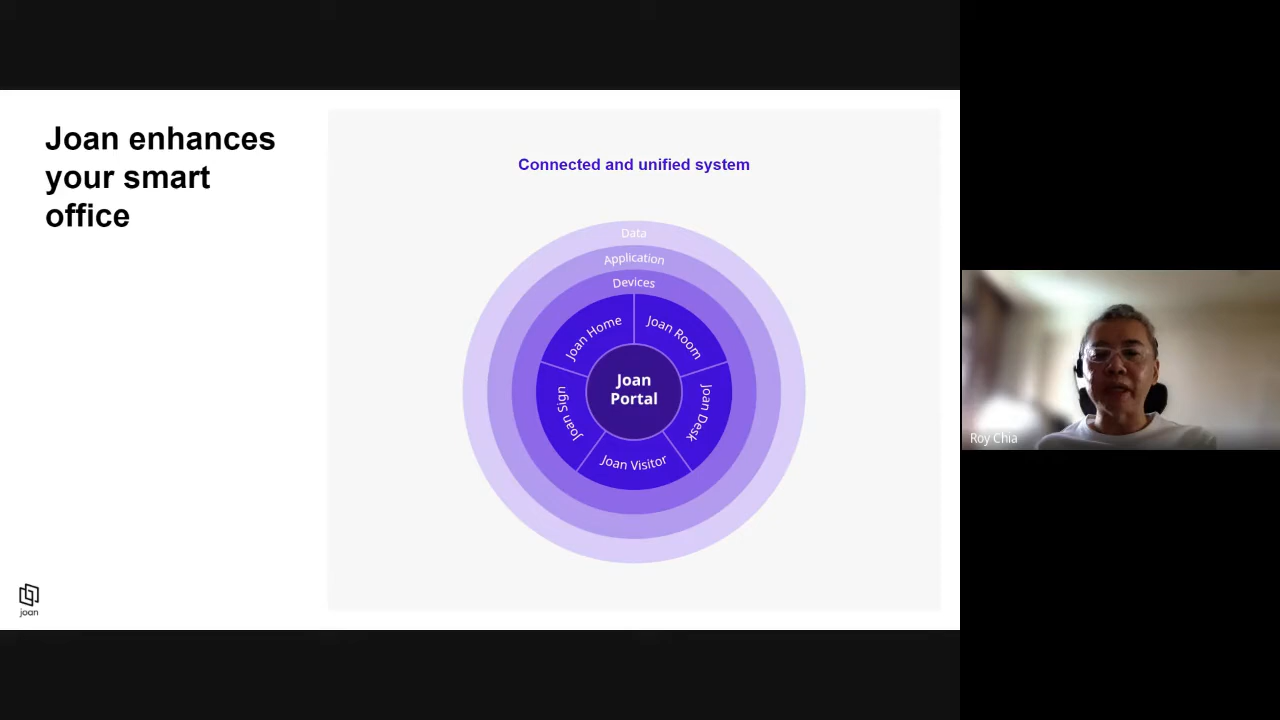 Joan enhances
your smart
office
Connected and unified system
Data
Application
Devices
Joan Home
Joan Room
Joan Sign
Joan Desk
Joan Visitor
Joan
Portal
joan
Roy Chia